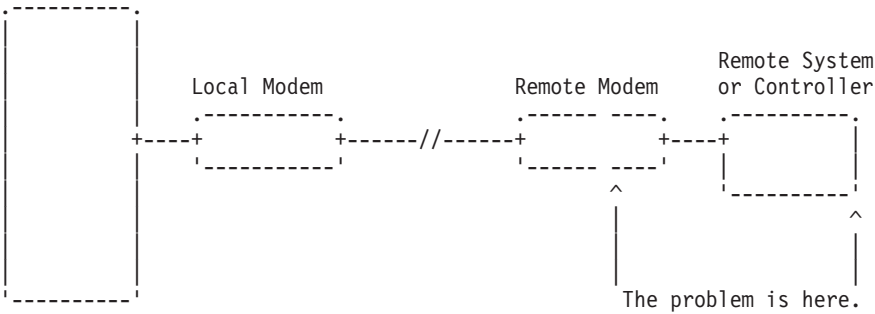 Remote System
Local Modem Remote Modem or Controller
The problem is here.